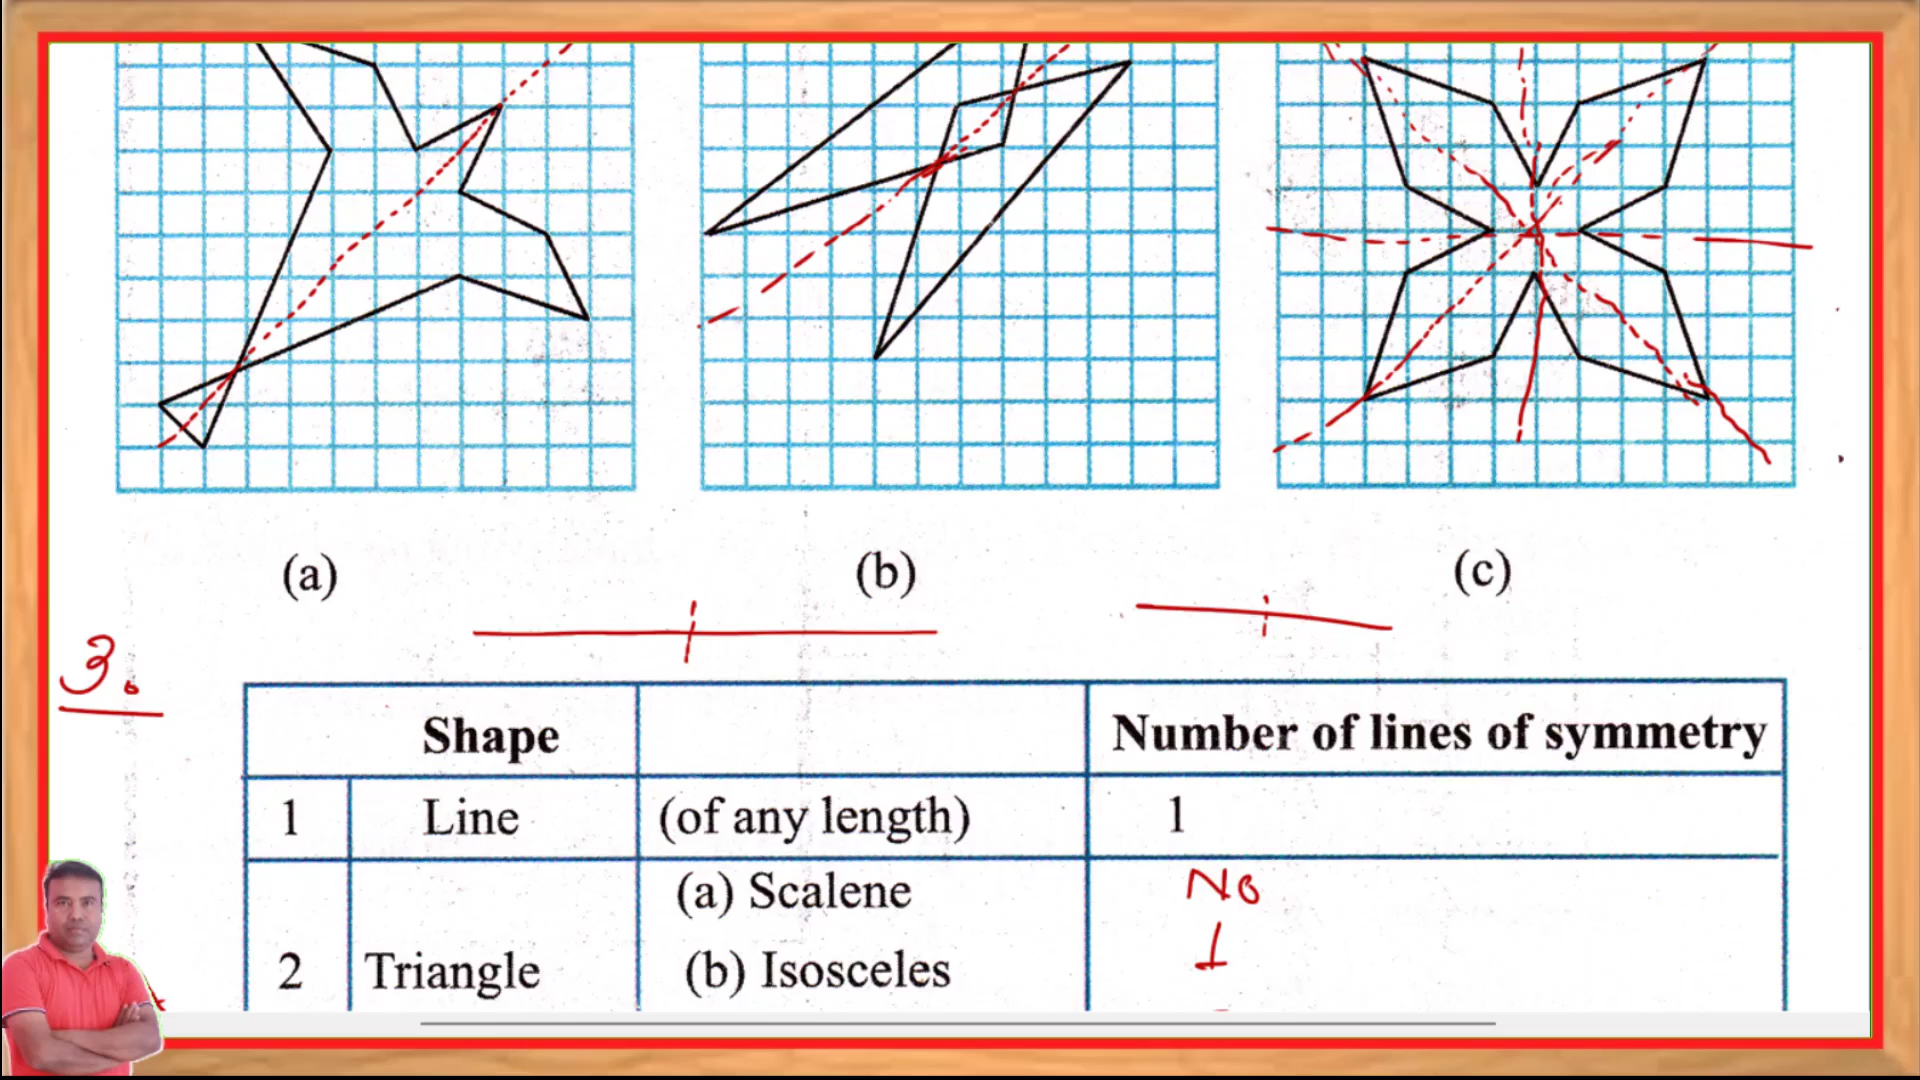 (a) (b) (c)
3.
Shape Number of lines of symmetry
1 Line (of any length) 1
(a) Scalene No
2 Triangle (b) Isosceles 1